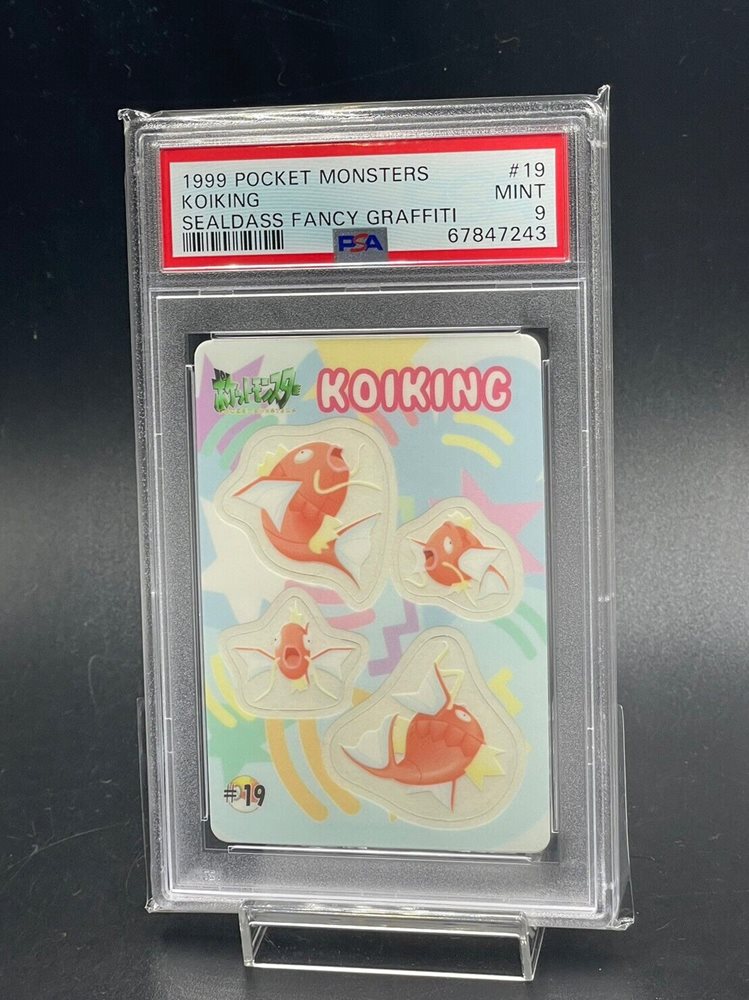 1999 POCKET MONSTERS #19
KOIKING MINT
SEALDASS FANCY GRAFFITI 9
PSA 67847243
ポケットモンスター KOIKING
#19